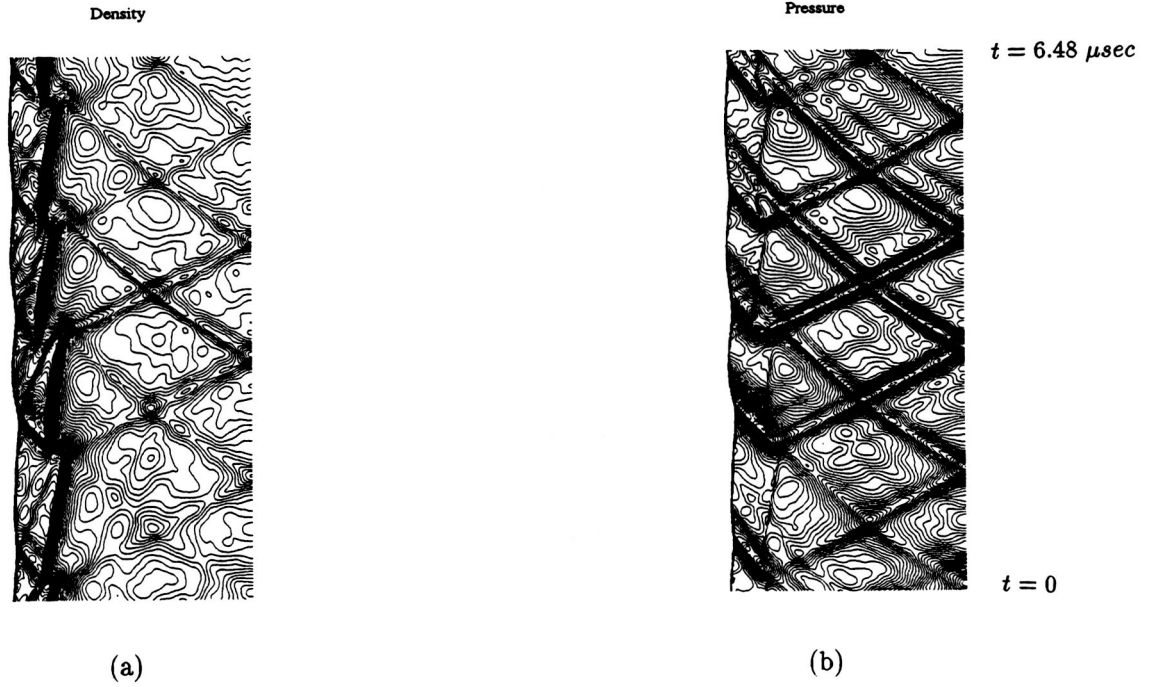 Density
Pressure
t = 6.48 μsec
t = 0
(a)
(b)